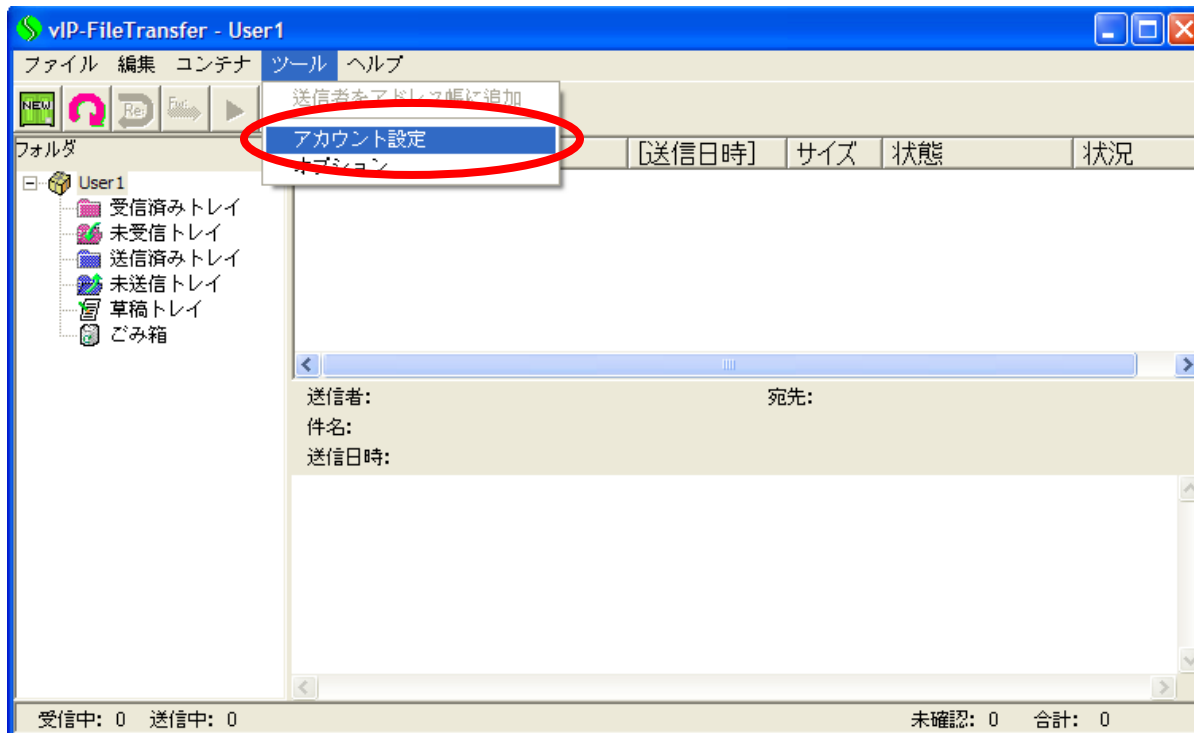 vIP-FileTransfer - User1
ファイル 編集 コンテナ ツール ヘルプ
NEW Re:
送信者をアドレス帳に追加
アカウント設定
オプション
フォルダ [送信日時] サイズ 状態 状況
User1
受信済みトレイ
未受信トレイ
送信済みトレイ
未送信トレイ
草稿トレイ
ごみ箱
送信者: 宛先:
件名:
送信日時:
受信中: 0 送信中: 0 未確認: 0 合計: 0